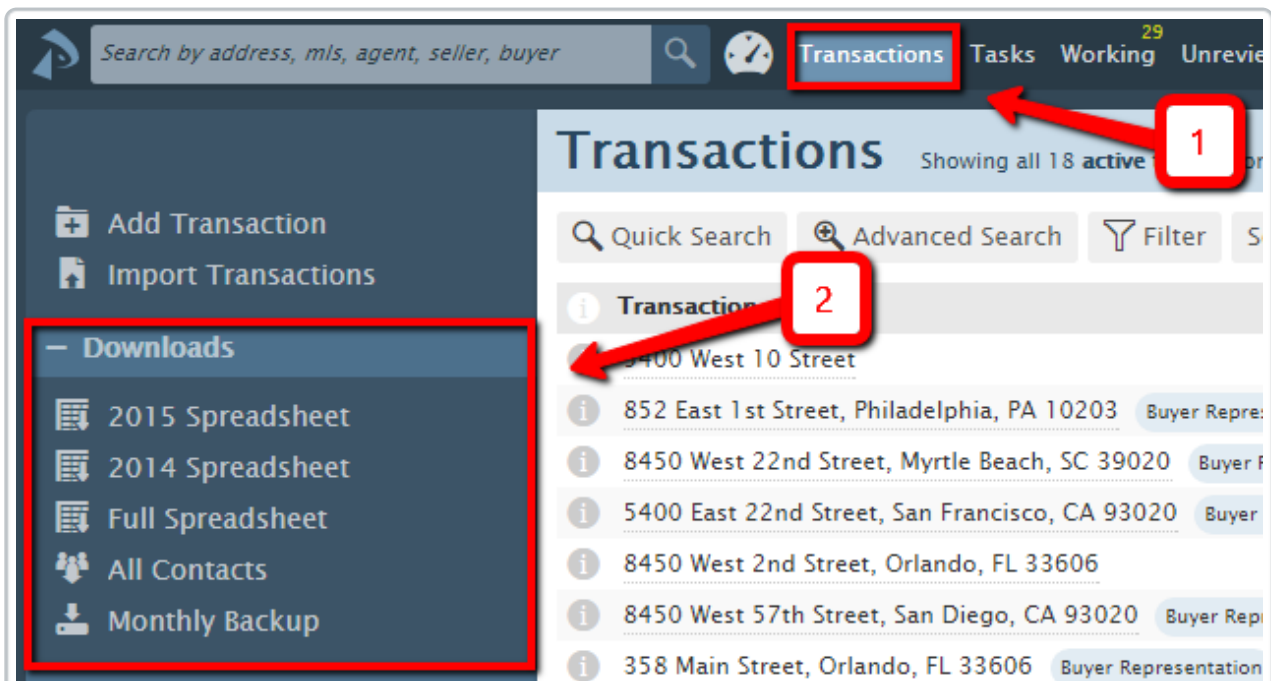 Search by address, mls, agent, seller, buyer
Transactions
Tasks
29
Working
1
Transactions
Showing all 18 active
Add Transaction
Import Transactions
Quick Search
Advanced Search
Filter
2
Transaction
Downloads
2015 Spreadsheet
2014 Spreadsheet
Full Spreadsheet
All Contacts
Monthly Backup
5400 West 10 Street
852 East 1st Street, Philadelphia, PA 10203 Buyer
8450 West 22nd Street, Myrtle Beach, SC 39020 Buyer
5400 East 22nd Street, San Francisco, CA 93020 Buyer
8450 West 2nd Street, Orlando, FL 33606
8450 West 57th Street, San Diego, CA 93020 Buyer
358 Main Street, Orlando, FL 33606 Buyer Representation